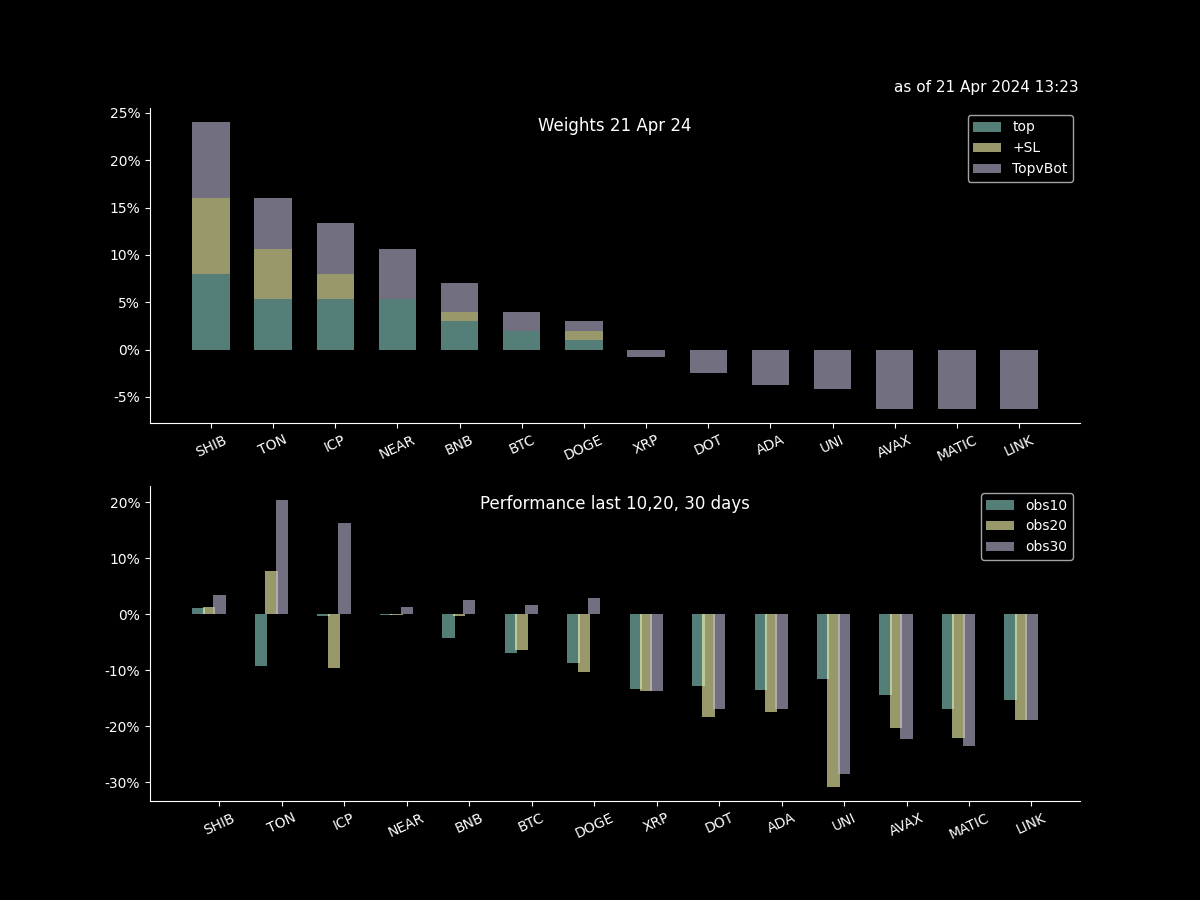 as of 21 Apr 2024 13:23
Weights 21 Apr 24
top
+SL
TopvBot
25%
20%
15%
10%
5%
0%
-5%
SHIB TON ICP NEAR BNB BTC DOGE XRP DOT ADA UNI AVAX MATIC LINK
Performance last 10,20, 30 days
obs10
obs20
obs30
20%
10%
0%
-10%
-20%
-30%
SHIB TON ICP NEAR BNB BTC DOGE XRP DOT ADA UNI AVAX MATIC LINK